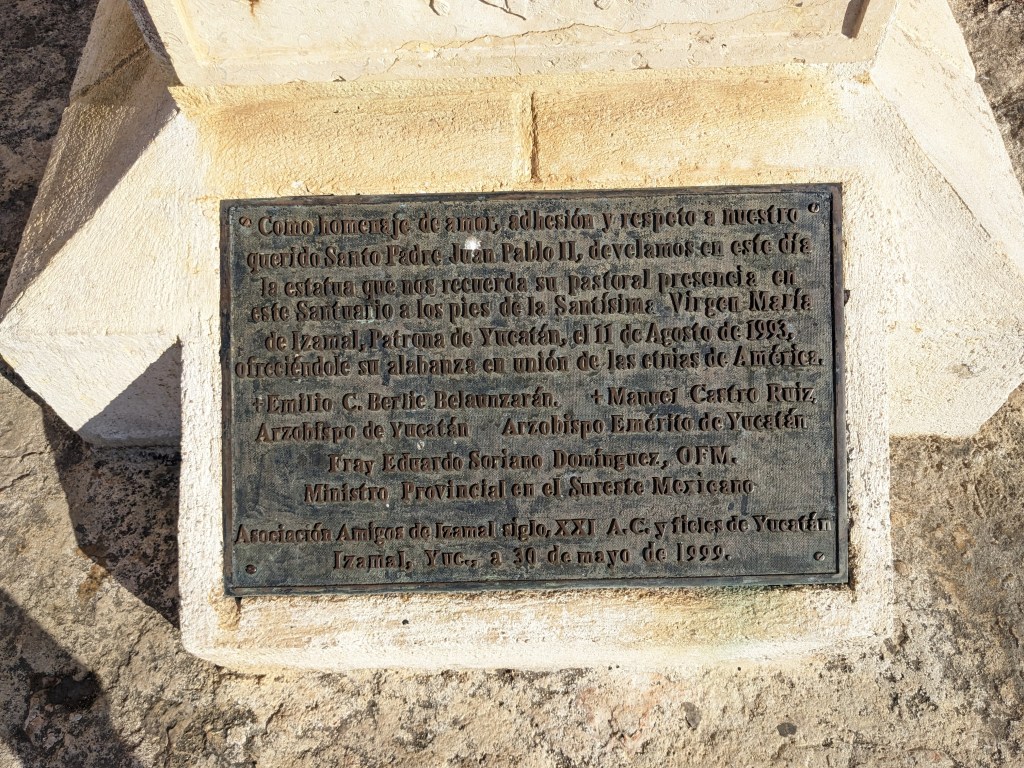 Como homenaje de amor, adhesión y respeto a nuestro
querido Santo Padre Juan Pablo II, develamos en este día
la estatua que nos recuerda su pastoral presencia en
este Santuario a los pies de la Santísima Virgen María
de Izamal, Patrona de Yucatán, el 11 de Agosto de 1993,
ofreciéndole su alabanza en unión de las etnias de América.
+Emilio C. Berlie Belaunzarán. +Manuel Castro Ruiz,
Arzobispo de Yucatán Arzobispo Emérito de Yucatán
Fray Eduardo Soriano Domínguez, OFM.
Ministro Provincial en el Sureste Mexicano
Asociación Amigos de Izamal siglo, XXI A.C. y fieles de Yucatán
Izamal, Yuc., a 30 de mayo de 1999.